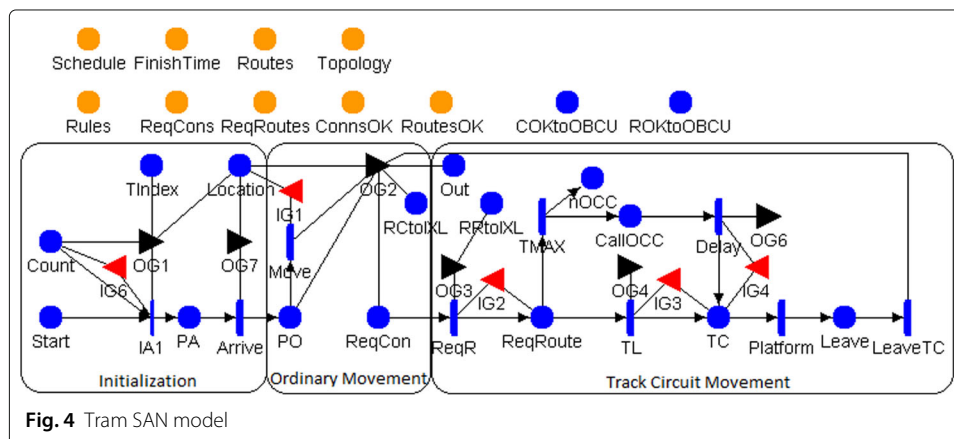 Schedule FinishTime Routes Topology
Rules ReqCons ReqRoutes ConnsOK RoutesOK COKtoOBCU ROKtoOBCU
TIndex Location OG2 Out nOCC
IG1 RCtoIXL RRtoIXL TMAX CallOCC Delay OG6
Count OG1 OG7 Move
IG6 OG3 IG2 OG4 IG3 IG4
Start IA1 PA Arrive PO ReqCon ReqR ReqRoute TL TC Platform Leave LeaveTC
Initialization Ordinary Movement Track Circuit Movement
Fig. 4 Tram SAN model